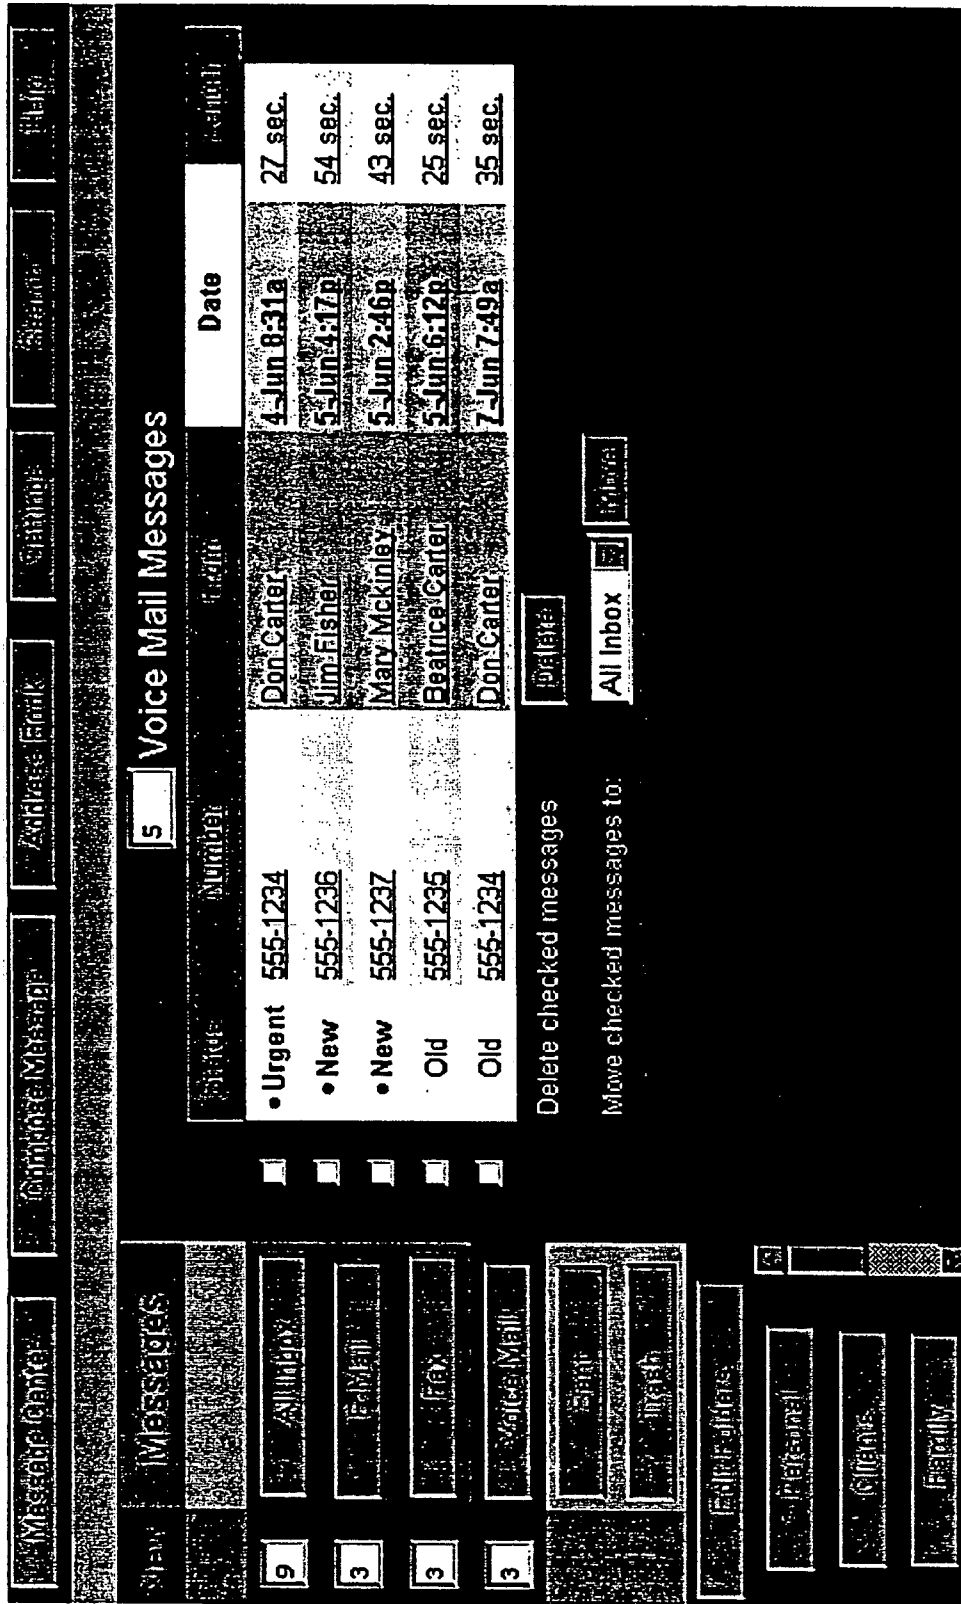 Message Center Compose Message Address Book Settings Help
New Messages
5 Voice Mail Messages
Number Date Length
• Urgent 555-1234 Don Carter 4-Jun 8:31a 27 sec.
• New 555-1236 Jim Fisher 5-Jun 4:17p 54 sec.
• New 555-1237 Mary Mckinley 5-Jun 2:46p 43 sec.
Old 555-1235 Beatrice Carter 5-Jun 6:12p 25 sec.
Old 555-1234 Don Carter 7-Jun 7:49a 35 sec.
Delete checked messages Delete
Move checked messages to: All Inbox Move
9 All Inbox
3 E-Mail
3 Fax
3 Voice Mail
Sent
Trash
Edit Folders
Personal
Clients
Family